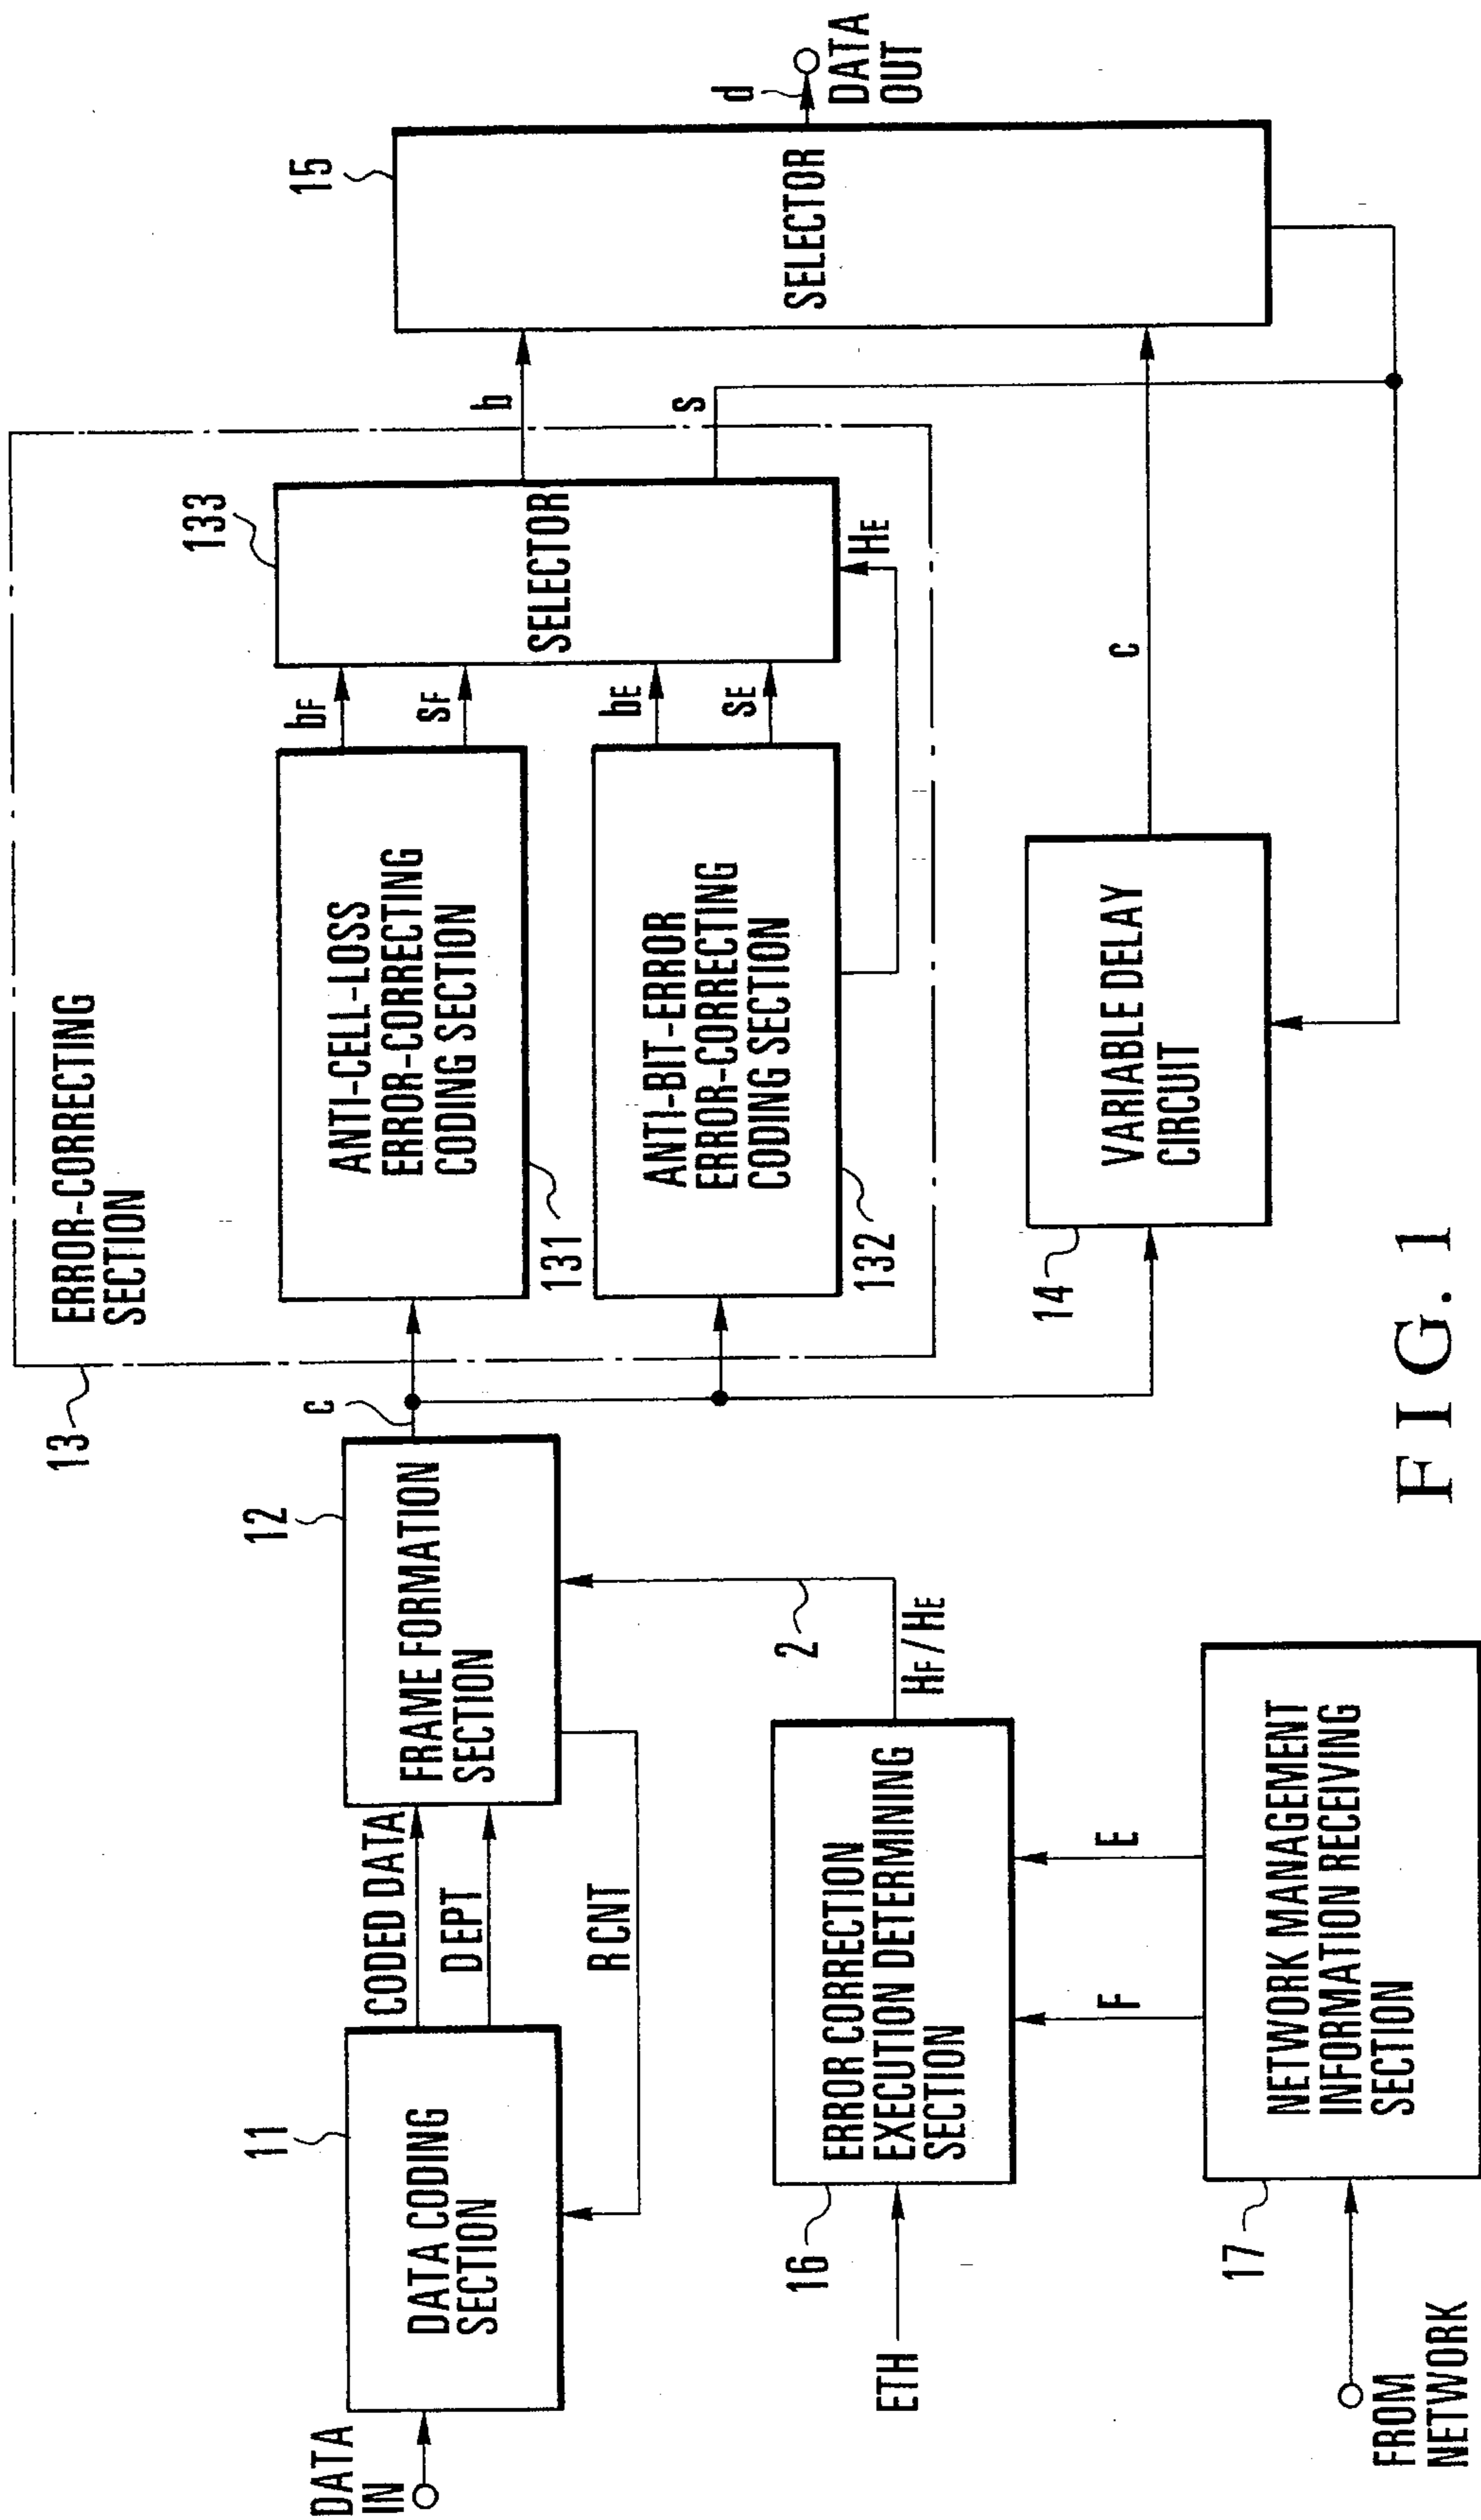 DATA
IN
11
DATA CODING
SECTION
CODED DATA
DEPT
RCNT
12
FRAME FORMATION
SECTION
c
13
ERROR-CORRECTING
SECTION
ANTI-CELL-LOSS
ERROR-CORRECTING
CODING SECTION
131
ANTI-BIT-ERROR
ERROR-CORRECTING
CODING SECTION
132
bF
SF
bE
SE
133
SELECTOR
HE
b
S
15
SELECTOR
d
DATA
OUT
14
VARIABLE DELAY
CIRCUIT
c
ETH
16
ERROR CORRECTION
EXECUTION DETERMINING
SECTION
HF/HE
2
F
E
FROM
NETWORK
17
NETWORK MANAGEMENT
INFORMATION RECEIVING
SECTION
FIG. 1